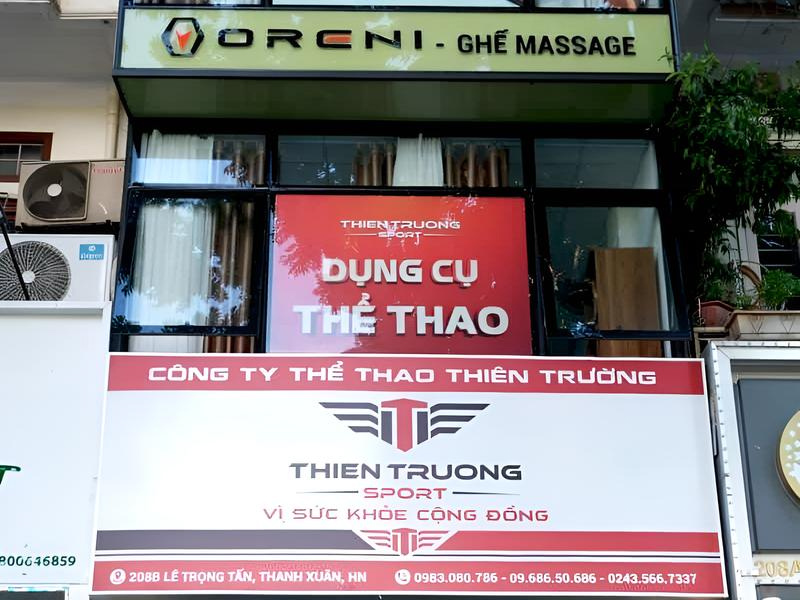 ORENI - GHẾ MASSAGE
THIENTRUONG
SPORT
DỤNG CỤ
THỂ THAO
CÔNG TY THỂ THAO THIÊN TRƯỜNG
THIEN TRUONG
SPORT
VÌ SỨC KHỎE CỘNG ĐỒNG
208B LÊ TRỌNG TẤN, THANH XUÂN, HN
0983.080.786 - 09.686.50.686 - 0243.566.7337
800646859